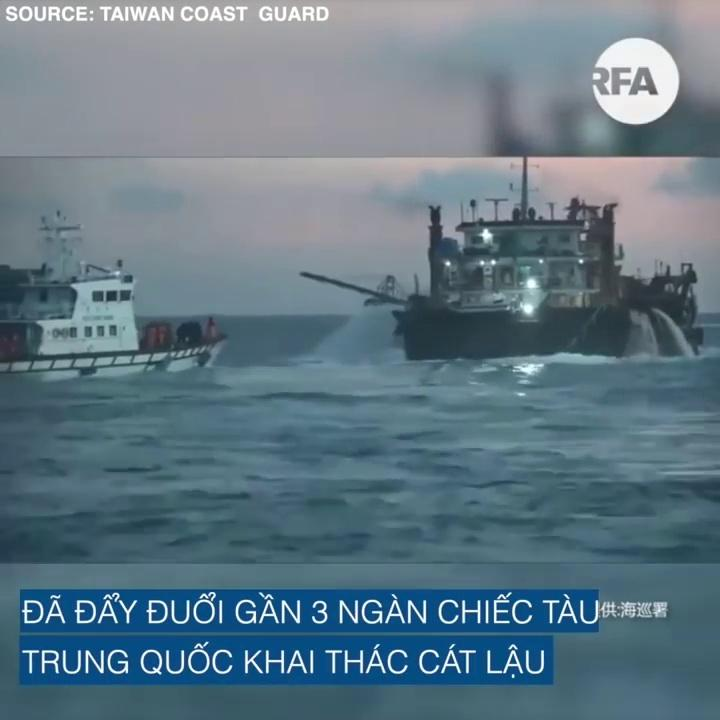 SOURCE: TAIWAN COAST GUARD
RFA
ĐÃ ĐẨY ĐUỔI GẦN 3 NGÀN CHIẾC TÀU
供:海巡署
TRUNG QUỐC KHAI THÁC CÁT LẬU